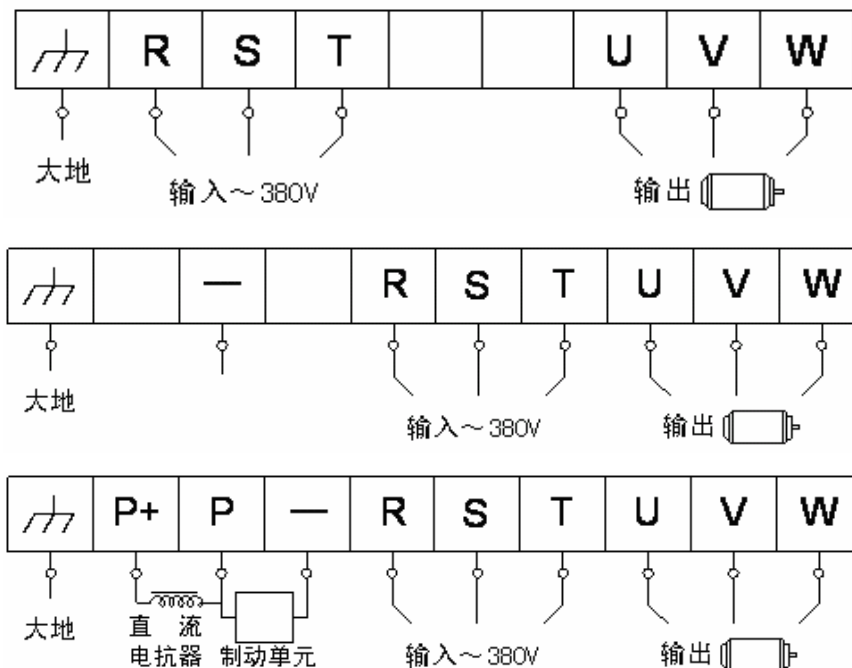 R S T U V W
大地 输入～380V 输出
— R S T U V W
大地 输入～380V 输出
P+ P — R S T U V W
大地 直流电抗器 制动单元 输入～380V 输出